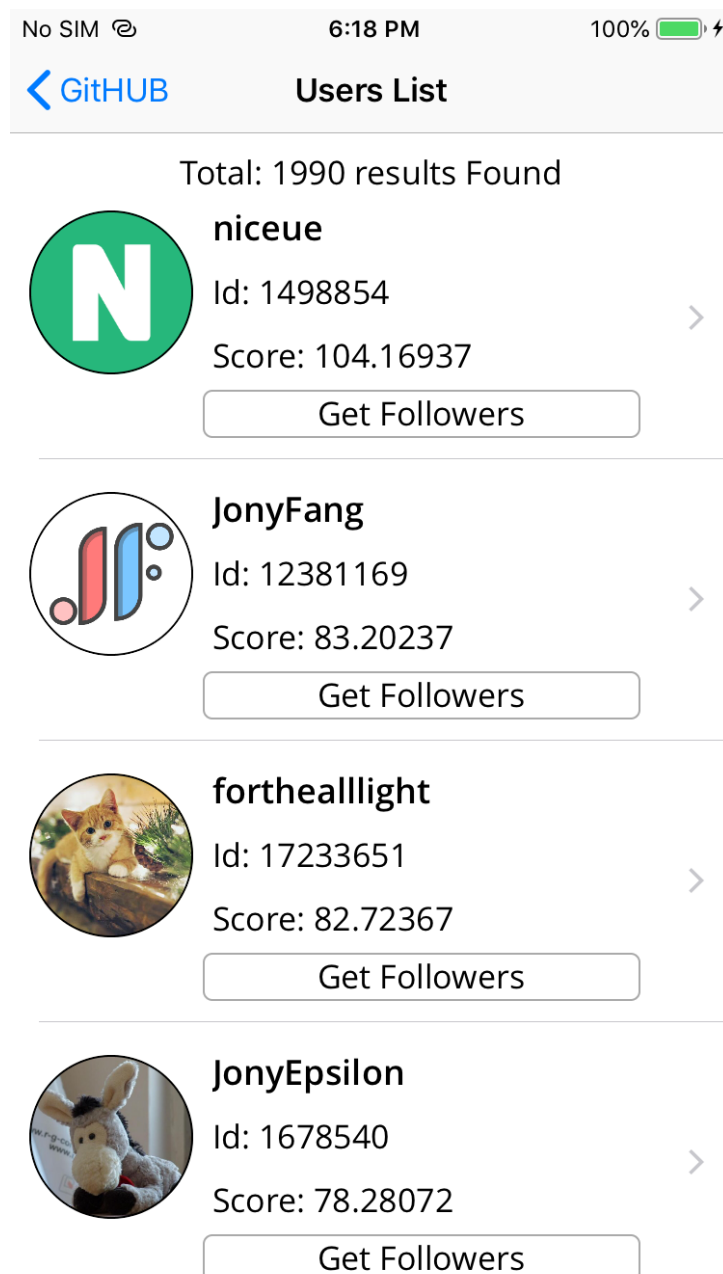 No SIM 6:18 PM 100%
GitHUB Users List
Total: 1990 results Found
N
niceue
Id: 1498854
Score: 104.16937
Get Followers
JF
JonyFang
Id: 12381169
Score: 83.20237
Get Followers
forthealllight
Id: 17233651
Score: 82.72367
Get Followers
JonyEpsilon
Id: 1678540
Score: 78.28072
Get Followers